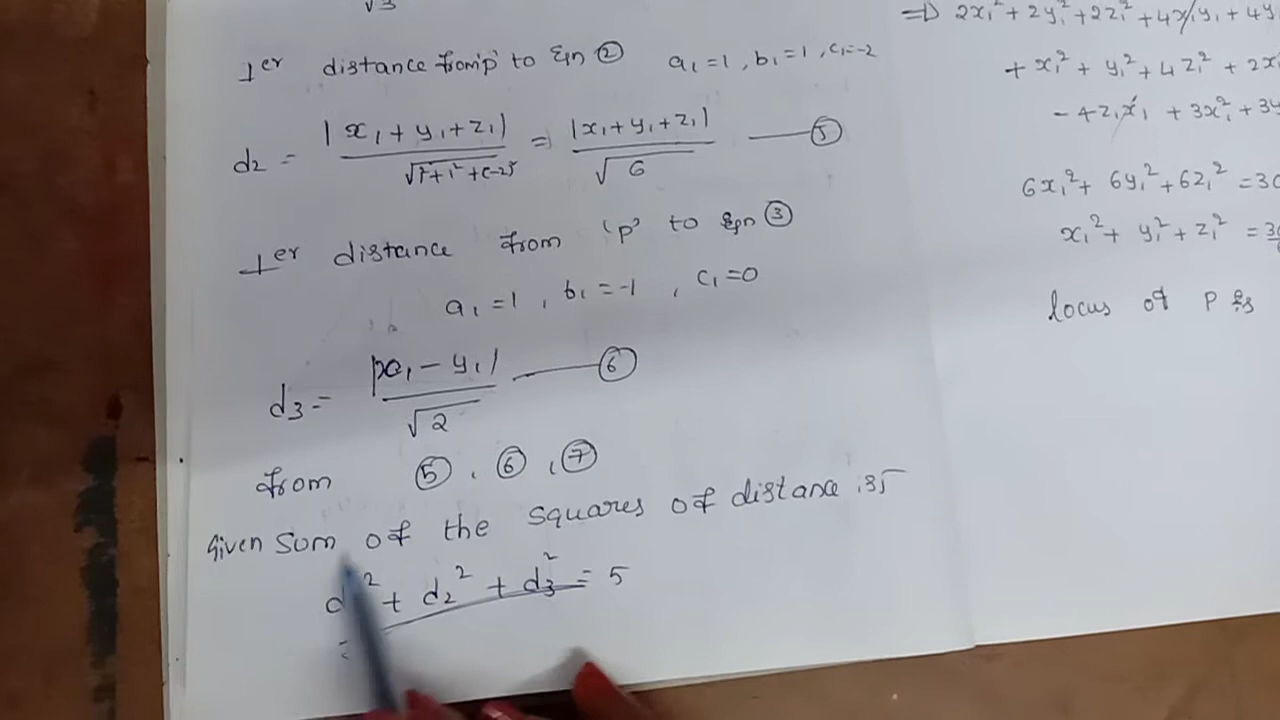 √3
⊥er distance from 'p' to Eqn ② a₁=1, b₁=1, c₁=-2
d₂ = |x₁+y₁+z₁| / √1²+1²+(-2)² ⇒ |x₁+y₁+z₁| / √6 —— ⑤
⊥er distance from 'p' to Eqn ③
a₁=1, b₁=-1, c₁=0
d₃ = |x₁-y₁| / √2 —— ⑥
from ⑤, ⑥, ⑦
Given Sum of the squares of distance is 5
d² + d₂² + d₃² = 5
=
⇒ 2x₁²+2y₁²+2z₁²+4x₁y₁+4y
+ x₁²+y₁²+4z₁²+2x
-4z₁x₁+3x₁²+3y
6x₁²+6y₁²+6z₁²=30
x₁²+y₁²+z₁²=30
locus of P is